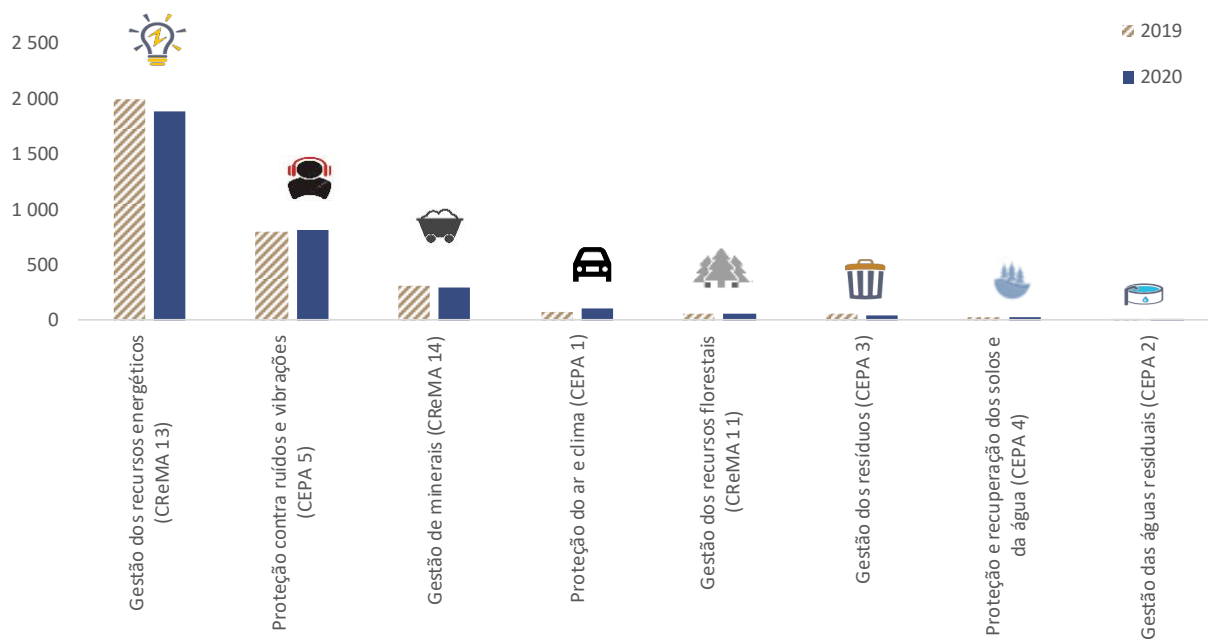 2 500
2 000
1 500
1 000
500
0
2019
2020
Gestão dos recursos energéticos
(CReMA 13)
Proteção contra ruídos e vibrações
(CEPA 5)
Gestão de minerais (CReMA 14)
Proteção do ar e clima (CEPA 1)
Gestão dos recursos florestais
(CReMA 11)
Gestão dos resíduos (CEPA 3)
Proteção e recuperação dos solos e
da água (CEPA 4)
Gestão das águas residuais (CEPA 2)